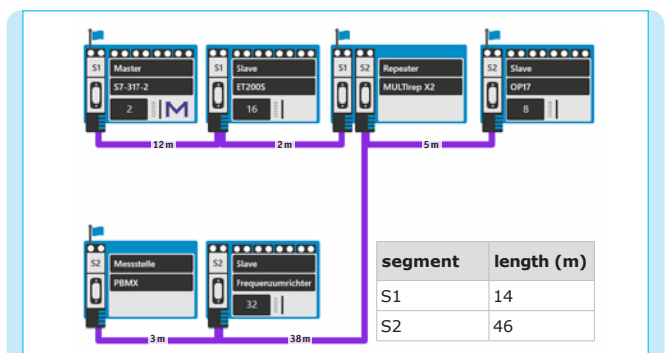 S1
Master
S7-317-2
2
M
S1
Slave
ET200S
16
S1
S2
Repeater
MULTIrep X2
S2
Slave
OP17
8
12 m
2 m
5 m
S2
Messstelle
PBMX
S2
Slave
Frequenzumrichter
32
3 m
38 m
segment length (m)
S1 14
S2 46